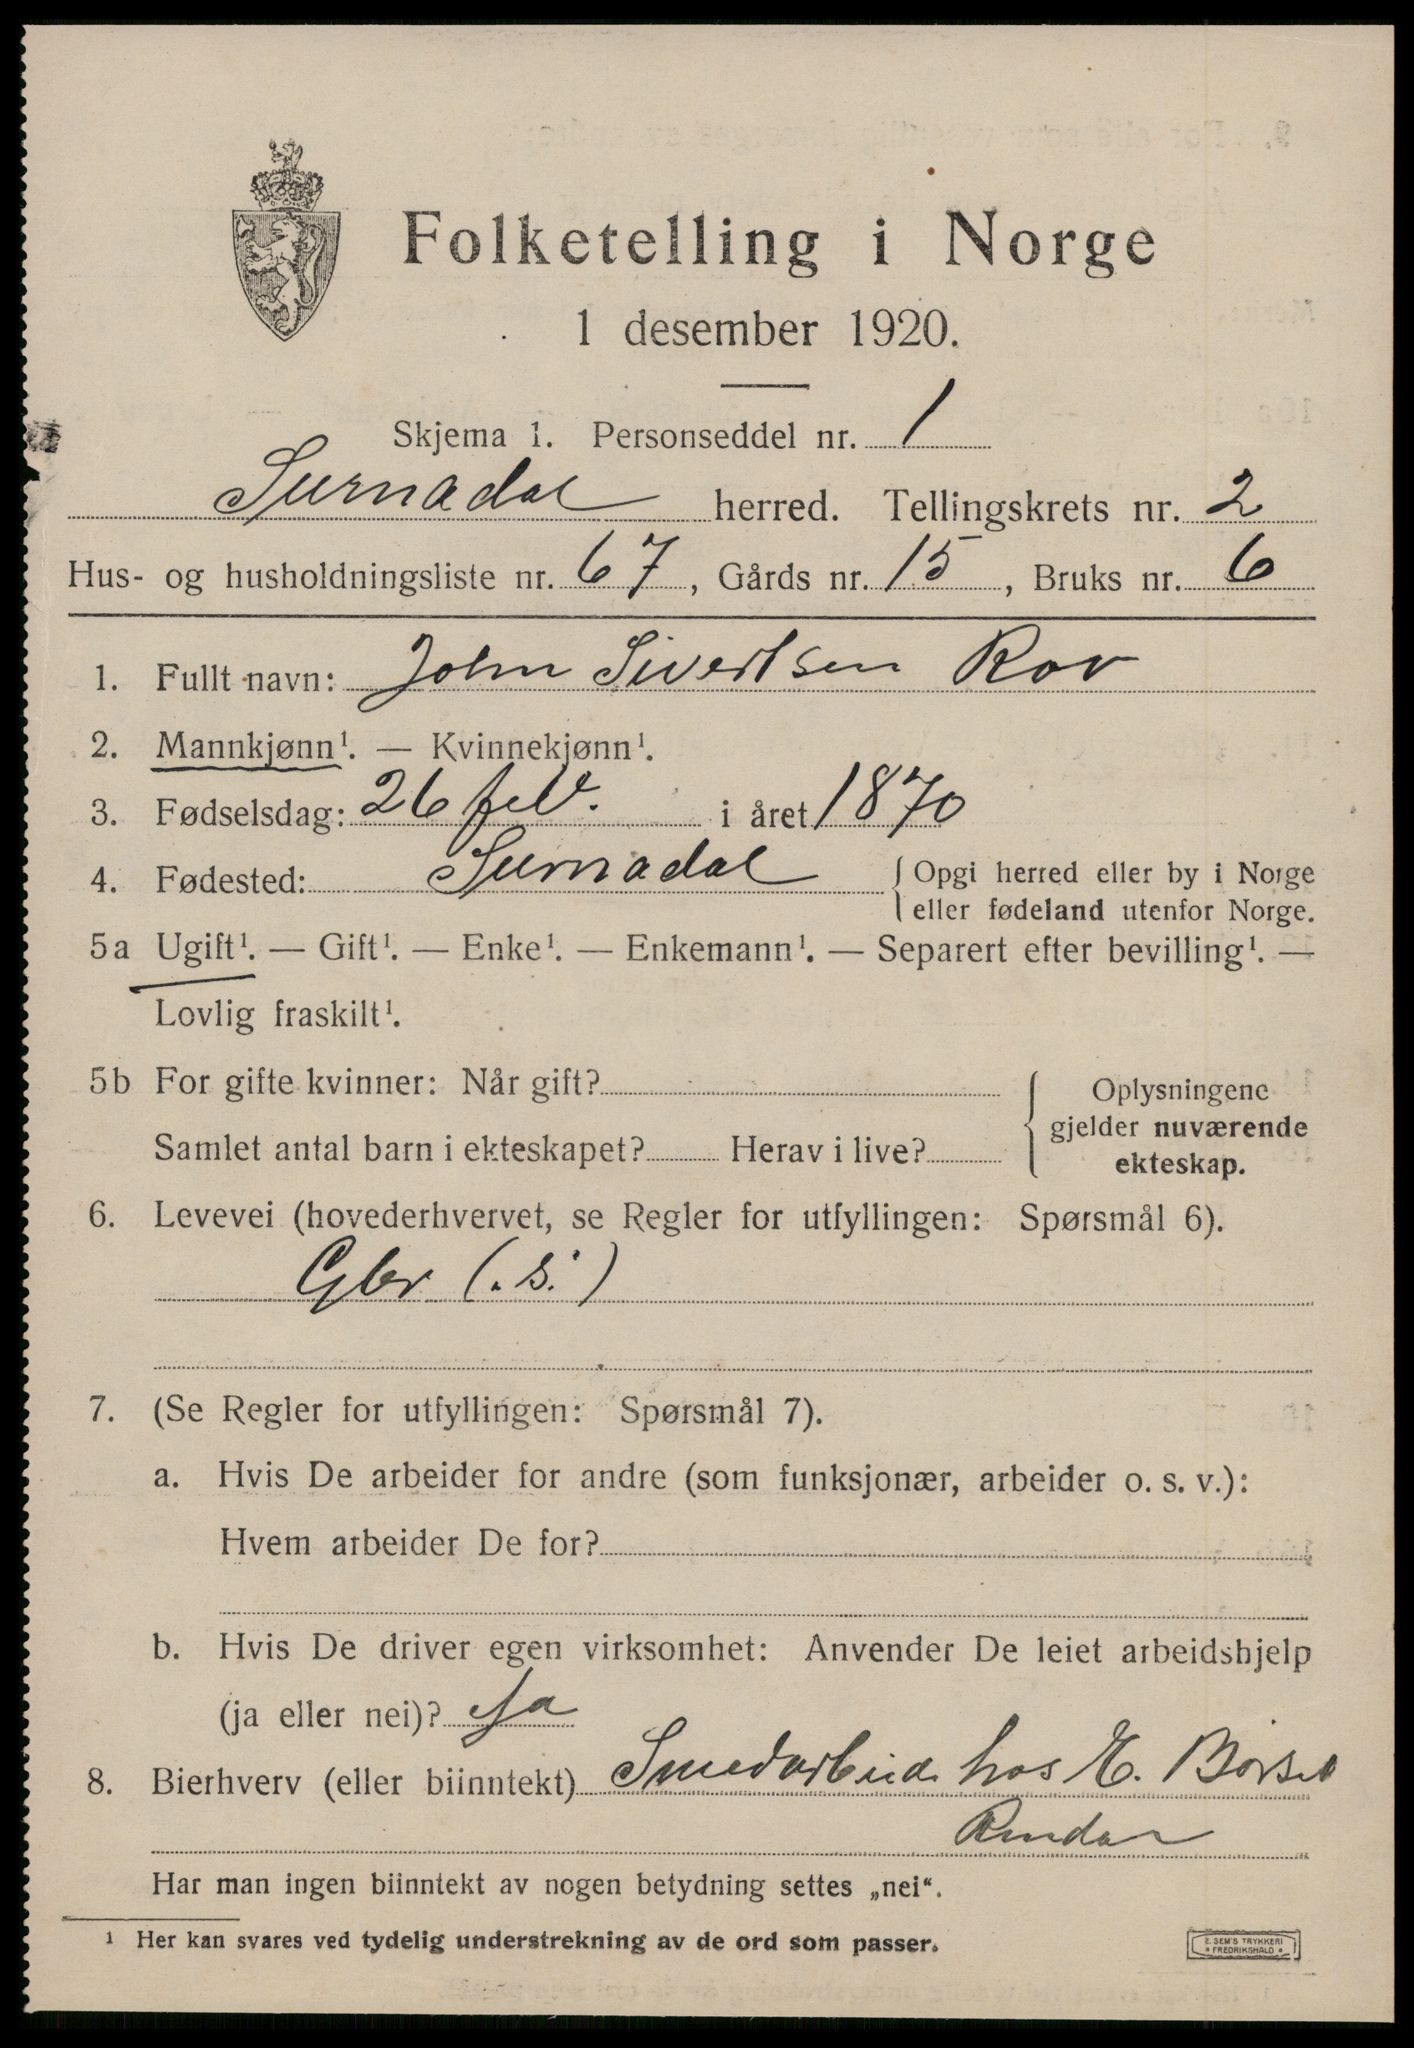 Folketelling i Norge
1 desember 1920.
Skjema 1. Personseddel nr. 1
Surnadal herred. Tellingskrets nr. 2
Hus- og husholdningsliste nr. 67, Gårds nr. 15, Bruks nr. 6
1. Fullt navn: John Sivertsen Rov
2. Mannkjønn¹. — Kvinnekjønn¹.
3. Fødselsdag: 26 feb. i året 1870
4. Fødested: Surnadal { Opgi herred eller by i Norge
eller fødeland utenfor Norge.
5a Ugift¹. — Gift¹. — Enke¹. — Enkemann¹. — Separert efter bevilling¹. —
Lovlig fraskilt¹.
5b For gifte kvinner: Når gift?
Samlet antal barn i ekteskapet? Herav i live?
{ Oplysningene
gjelder nuværende
ekteskap.
6. Levevei (hovederhvervet, se Regler for utfyllingen: Spørsmål 6).
Gbr (.s.)
7. (Se Regler for utfyllingen: Spørsmål 7).
a. Hvis De arbeider for andre (som funksjonær, arbeider o. s. v.):
Hvem arbeider De for?
b. Hvis De driver egen virksomhet: Anvender De leiet arbeidshjelp
(ja eller nei)? Ja
8. Bierhverv (eller biinntekt) Smedarbeide hos E. Børset
Rindal
Har man ingen biinntekt av nogen betydning settes „nei“.
¹ Her kan svares ved tydelig understrekning av de ord som passer.
E. SEM'S TRYKKERI
* FREDRIKSHALD *